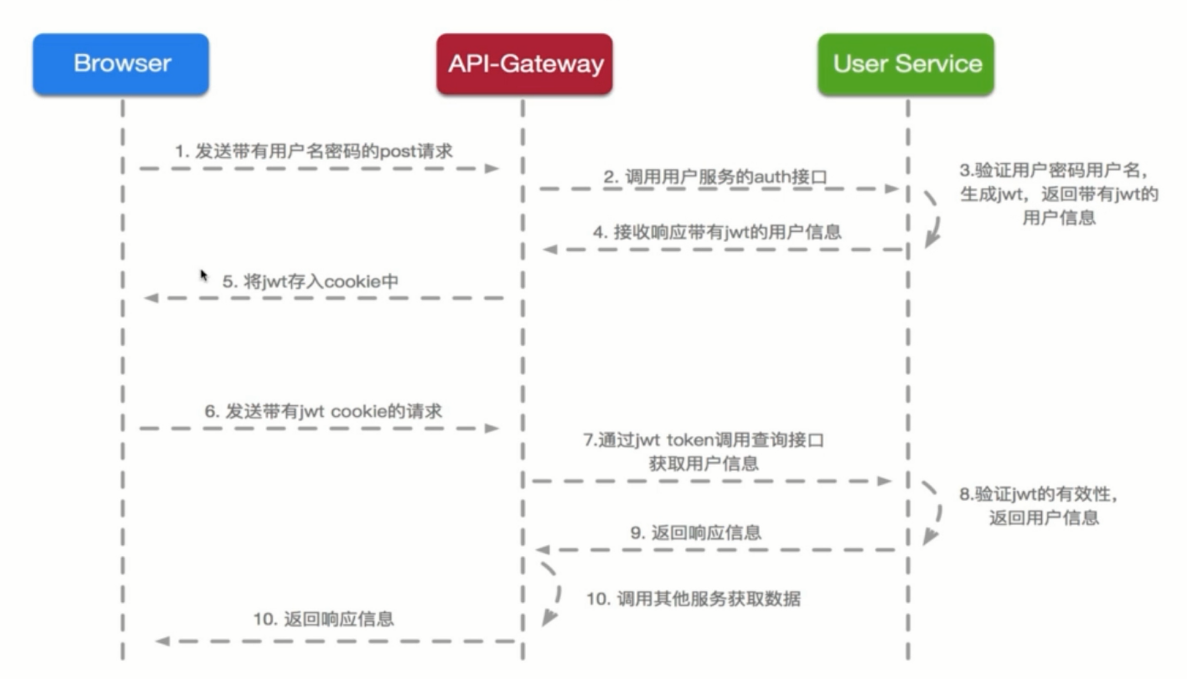 Browser
API-Gateway
User Service
1. 发送带有用户名密码的post请求
2. 调用用户服务的auth接口
3.验证用户密码用户名，
生成jwt，返回带有jwt的
用户信息
4. 接收响应带有jwt的用户信息
5. 将jwt存入cookie中
6. 发送带有jwt cookie的请求
7.通过jwt token调用查询接口
获取用户信息
8.验证jwt的有效性，
返回用户信息
9. 返回响应信息
10. 调用其他服务获取数据
10. 返回响应信息